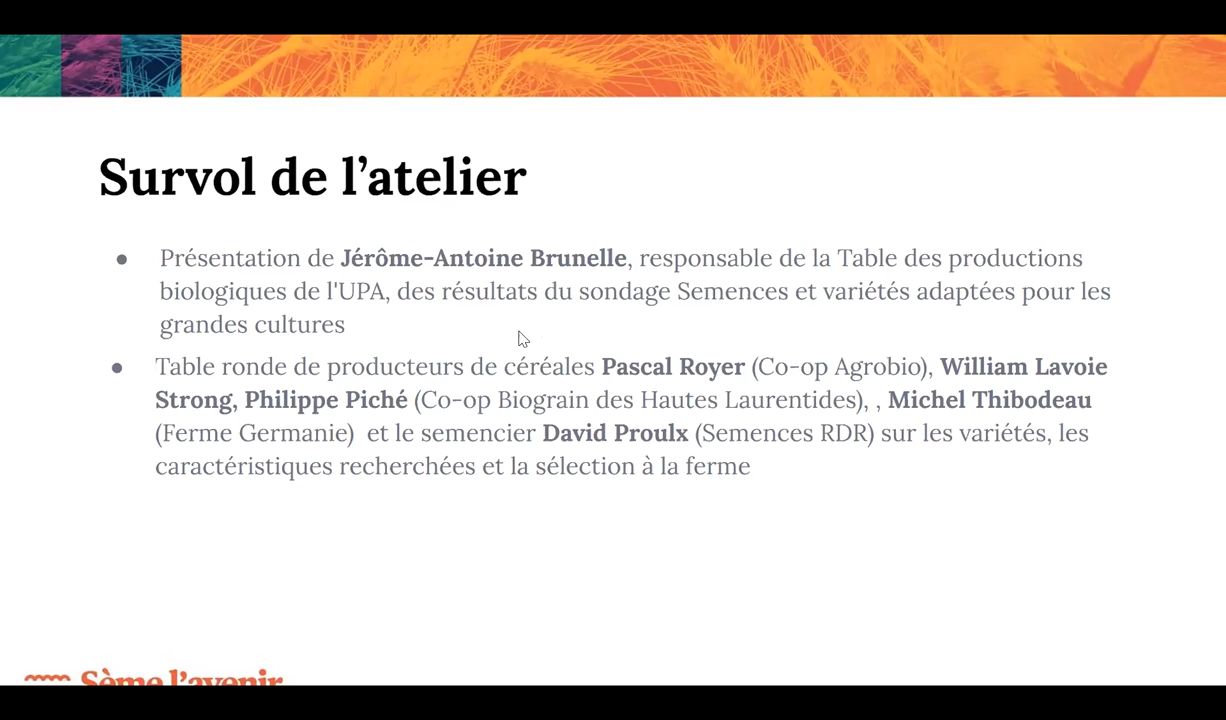 Survol de l’atelier
● Présentation de Jérôme-Antoine Brunelle, responsable de la Table des productions
biologiques de l'UPA, des résultats du sondage Semences et variétés adaptées pour les
grandes cultures
● Table ronde de producteurs de céréales Pascal Royer (Co-op Agrobio), William Lavoie
Strong, Philippe Piché (Co-op Biograin des Hautes Laurentides), , Michel Thibodeau
(Ferme Germanie)  et le semencier David Proulx (Semences RDR) sur les variétés, les
caractéristiques recherchées et la sélection à la ferme
Sème l’avenir